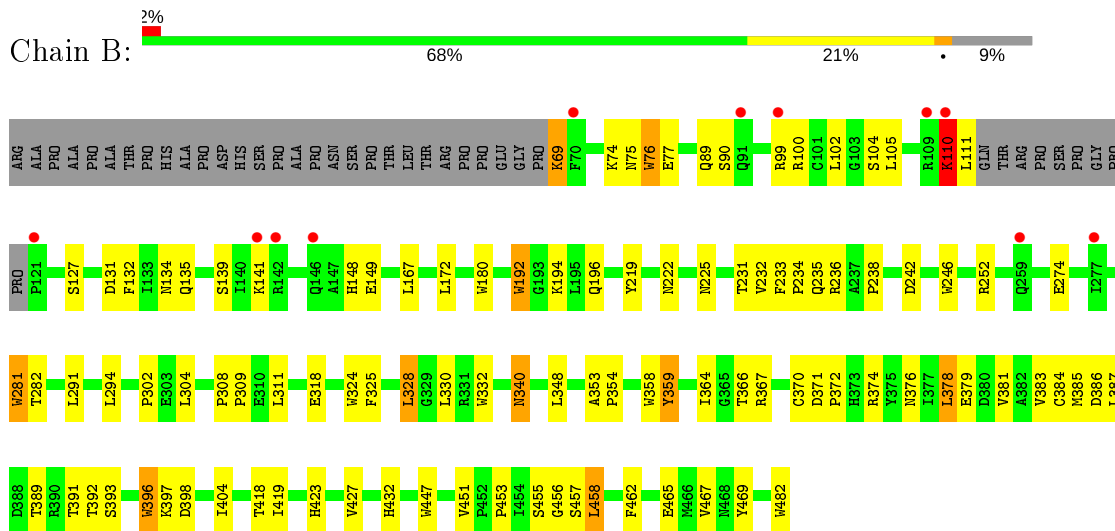 2%
Chain B:
68% 21% • 9%
ARG ALA PRO ALA PRO ALA THR PRO HIS ALA PRO ASP HIS SER PRO ALA PRO ASN SER PRO THR LEU THR ARG PRO PRO GLU GLY PRO K69 F70 K74 N75 W76 E77 Q89 S90 Q91 R99 R100 C101 L102 G103 S104 L105 R109 K110 L111 GLN THR ARG PRO SER PRO GLY PRO
PRO P121 S127 D131 F132 I133 N134 Q135 S139 I140 K141 R142 Q146 A147 H148 E149 L167 L172 W180 W192 G193 K194 L195 Q196 Y219 N222 N225 T231 V232 F233 P234 Q235 R236 A237 P238 D242 W246 R252 Q259 E274 I277
W281 T282 L291 L294 P302 E303 L304 P308 P309 E310 L311 E318 W324 F325 L328 G329 L330 R331 W332 N340 L348 A353 P354 W358 Y359 I364 G365 T366 R367 C370 D371 P372 H373 R374 Y375 N376 I377 L378 E379 D380 V381 A382 V383 C384 M385 D386 L387
D388 T389 R390 T391 T392 S393 W396 K397 D398 I404 T418 I419 H423 V427 H432 W447 V451 P452 P453 I454 S455 G456 S457 L458 F462 E465 M466 V467 N468 Y469 W482